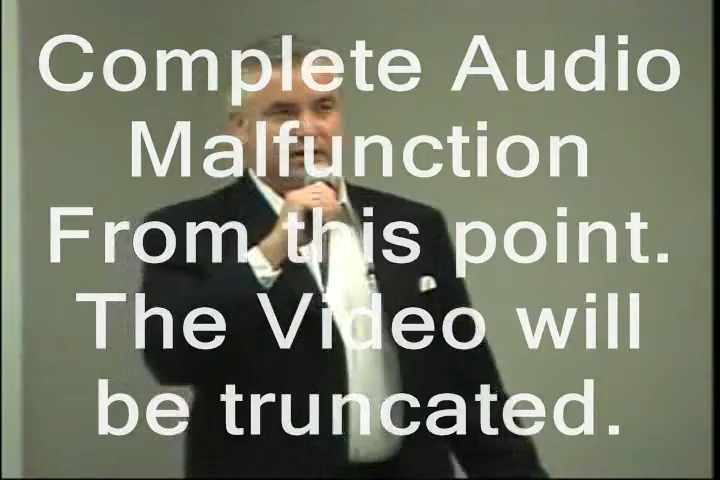 Complete Audio
Malfunction
From this point.
The Video will
be truncated.